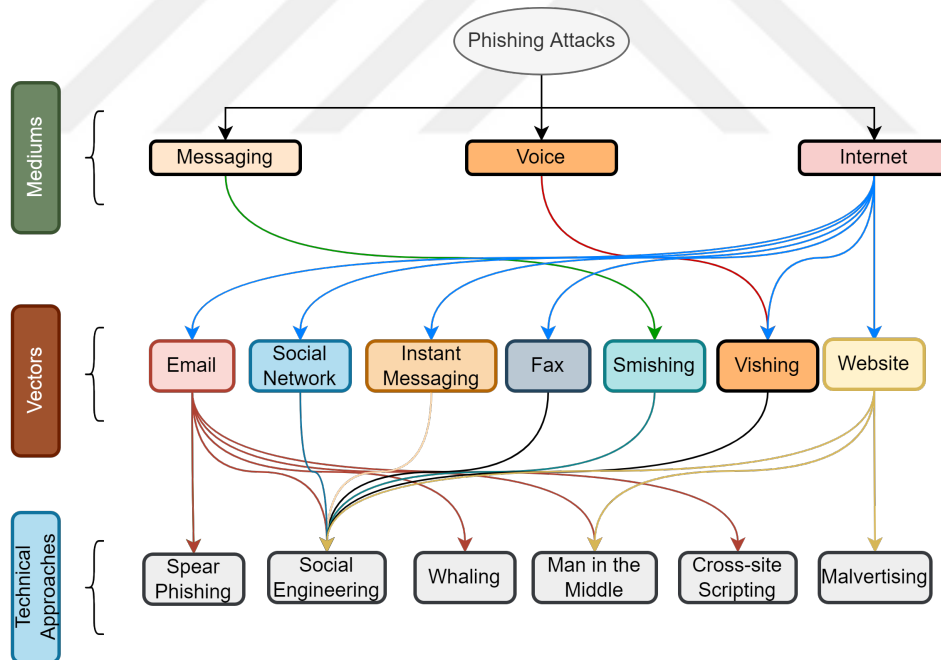 Phishing Attacks
Mediums
Messaging
Voice
Internet
Vectors
Email
Social
Network
Instant
Messaging
Fax
Smishing
Vishing
Website
Technical
Approaches
Spear
Phishing
Social
Engineering
Whaling
Man in the
Middle
Cross-site
Scripting
Malvertising